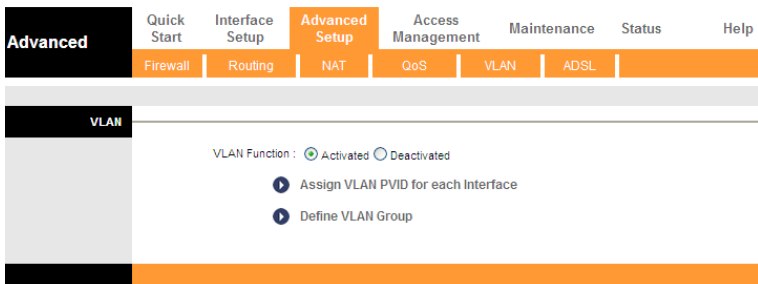 Advanced
Quick Start
Interface Setup
Advanced Setup
Access Management
Maintenance
Status
Help
Firewall
Routing
NAT
QoS
VLAN
ADSL
VLAN
VLAN Function : Activated Deactivated
Assign VLAN PVID for each Interface
Define VLAN Group